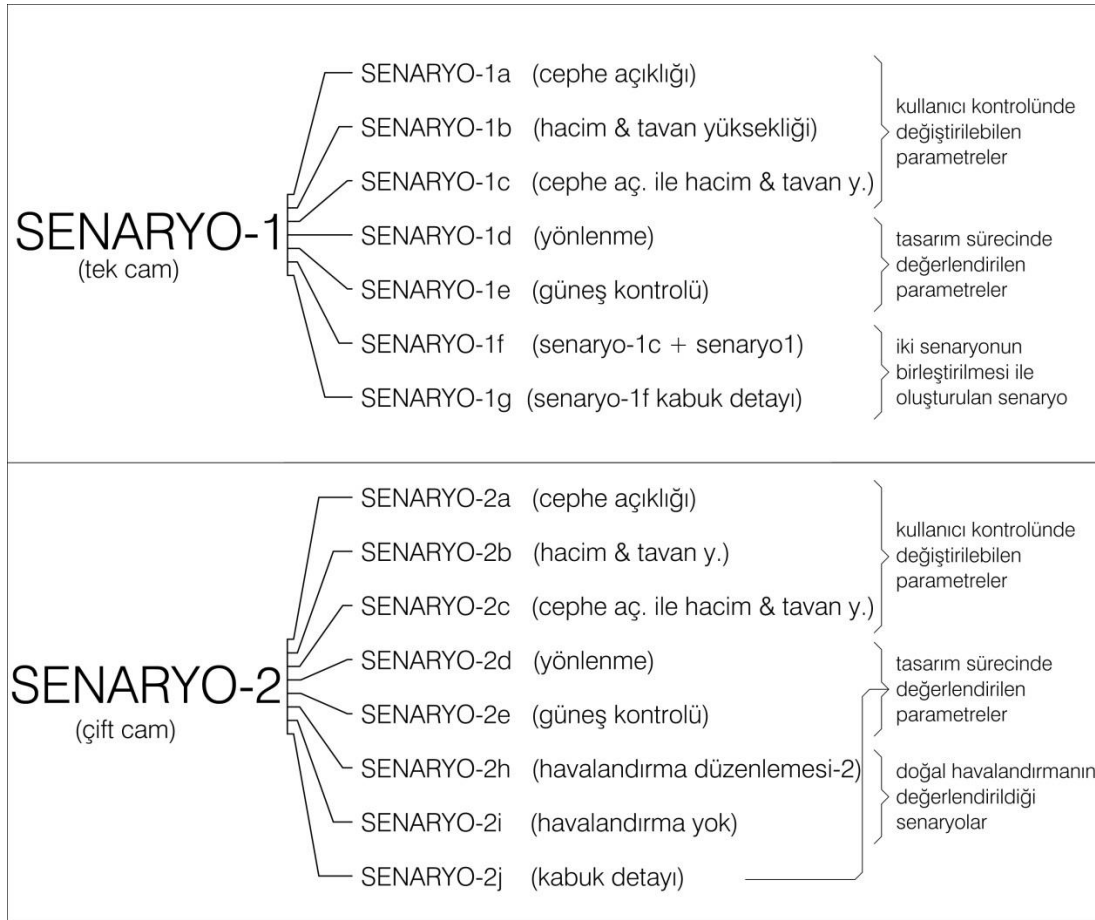 SENARYO-1
(tek cam)
SENARYO-1a (cephe açıklığı)
SENARYO-1b (hacim & tavan yüksekliği)
SENARYO-1c (cephe aç. ile hacim & tavan y.)
kullanıcı kontrolünde
değiştirilebilen
parametreler
SENARYO-1d (yönlenme)
SENARYO-1e (güneş kontrolü)
tasarım sürecinde
değerlendirilen
parametreler
SENARYO-1f (senaryo-1c + senaryo1)
SENARYO-1g (senaryo-1f kabuk detayı)
iki senaryonun
birleştirilmesi ile
oluşturulan senaryo
SENARYO-2
(çift cam)
SENARYO-2a (cephe açıklığı)
SENARYO-2b (hacim & tavan y.)
SENARYO-2c (cephe aç. ile hacim & tavan y.)
kullanıcı kontrolünde
değiştirilebilen
parametreler
SENARYO-2d (yönlenme)
SENARYO-2e (güneş kontrolü)
tasarım sürecinde
değerlendirilen
parametreler
SENARYO-2h (havalandırma düzenlemesi-2)
SENARYO-2i (havalandırma yok)
doğal havalandırmanın
değerlendirildiği
senaryolar
SENARYO-2j (kabuk detayı)